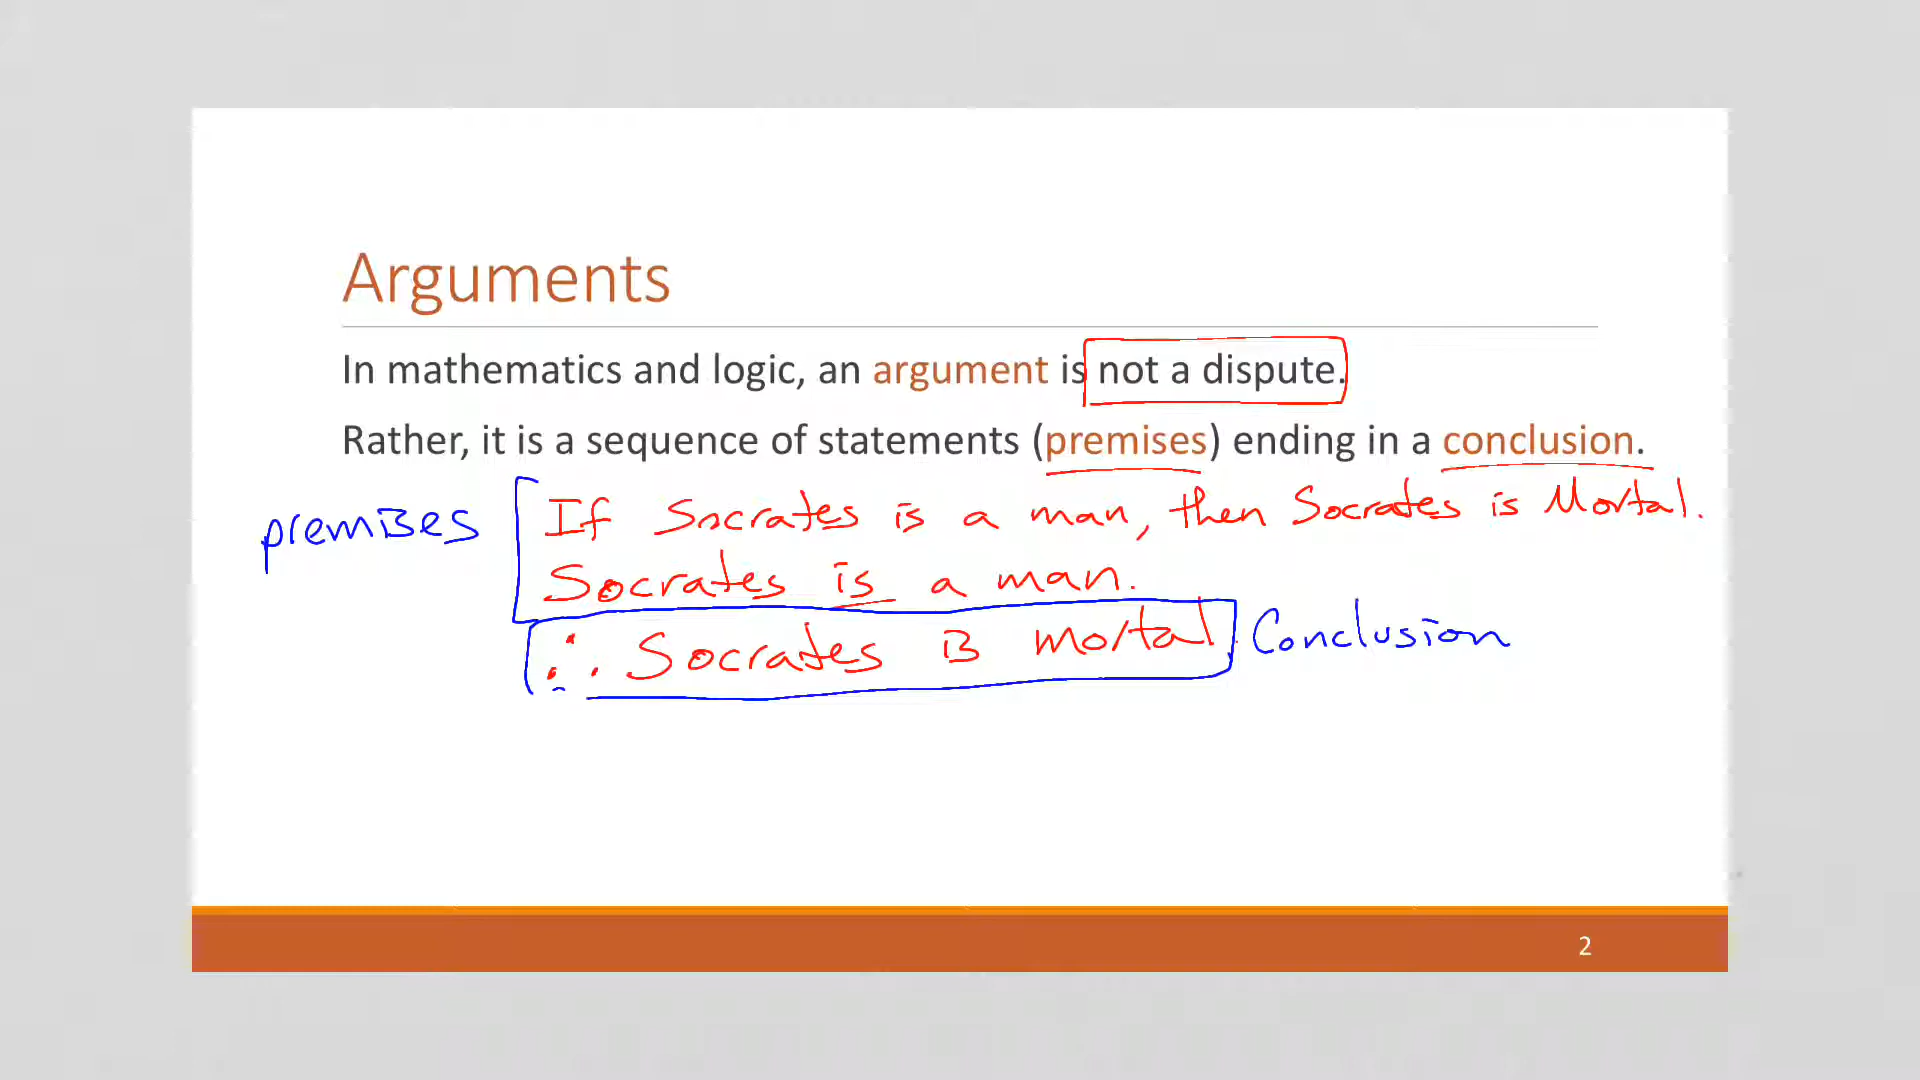 Arguments
In mathematics and logic, an argument is not a dispute.
Rather, it is a sequence of statements (premises) ending in a conclusion.
premises If Socrates is a man, then Socrates is Mortal.
Socrates is a man.
∴ Socrates is mortal. Conclusion
2